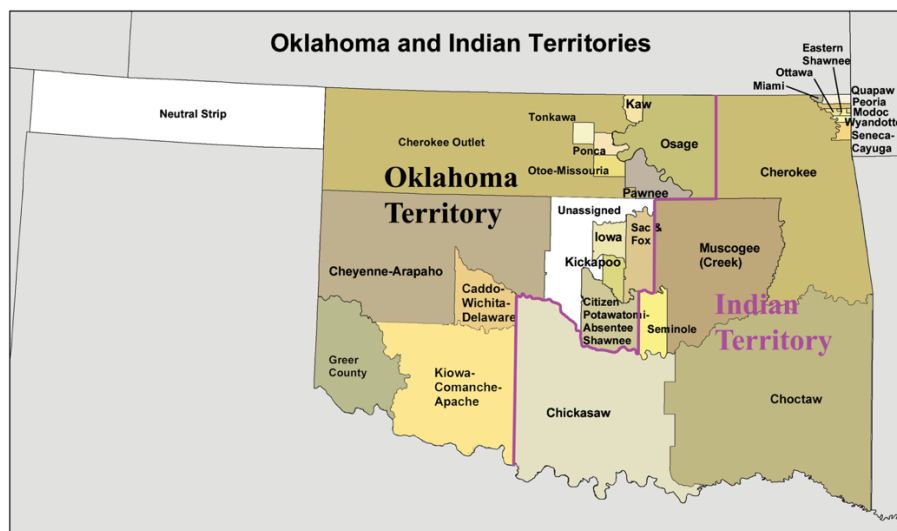 Oklahoma and Indian Territories
Eastern
Shawnee
Ottawa
Miami
Quapaw
Peoria
Modoc
Wyandotte
Seneca-
Cayuga
Neutral Strip
Kaw
Tonkawa
Cherokee Outlet
Ponca
Osage
Otoe-Missouria
Cherokee
Oklahoma
Territory
Pawnee
Unassigned
Iowa
Sac &
Fox
Muscogee
(Creek)
Kickapoo
Cheyenne-Arapaho
Caddo-
Wichita-
Delaware
Citizen
Potawatomi-
Absentee
Shawnee
Seminole
Indian
Territory
Greer
County
Kiowa-
Comanche-
Apache
Chickasaw
Choctaw